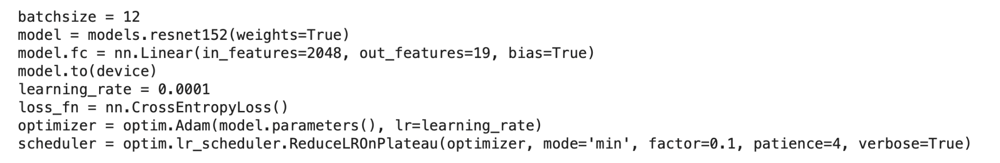 batchsize = 12
model = models.resnet152(weights=True)
model.fc = nn.Linear(in_features=2048, out_features=19, bias=True)
model.to(device)
learning_rate = 0.0001
loss_fn = nn.CrossEntropyLoss()
optimizer = optim.Adam(model.parameters(), lr=learning_rate)
scheduler = optim.lr_scheduler.ReduceLROnPlateau(optimizer, mode='min', factor=0.1, patience=4, verbose=True)